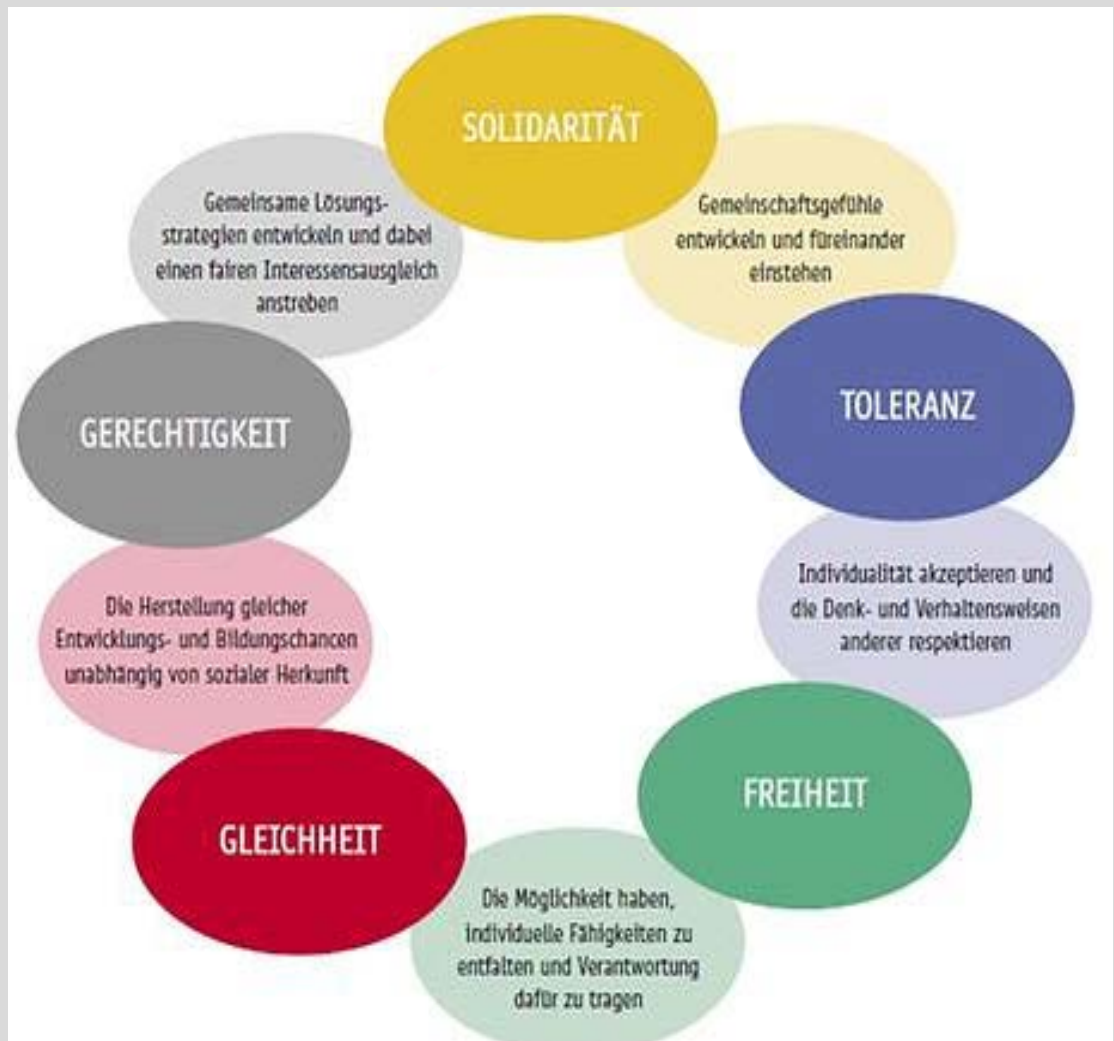 SOLIDARITÄT
Gemeinschaftsgefühle
entwickeln und füreinander
einstehen
TOLERANZ
Individualität akzeptieren und
die Denk- und Verhaltensweisen
anderer respektieren
FREIHEIT
Die Möglichkeit haben,
individuelle Fähigkeiten zu
entfalten und Verantwortung
dafür zu tragen
GLEICHHEIT
Die Herstellung gleicher
Entwicklungs- und Bildungschancen
unabhängig von sozialer Herkunft
GERECHTIGKEIT
Gemeinsame Lösungs-
strategien entwickeln und dabei
einen fairen Interessensausgleich
anstreben